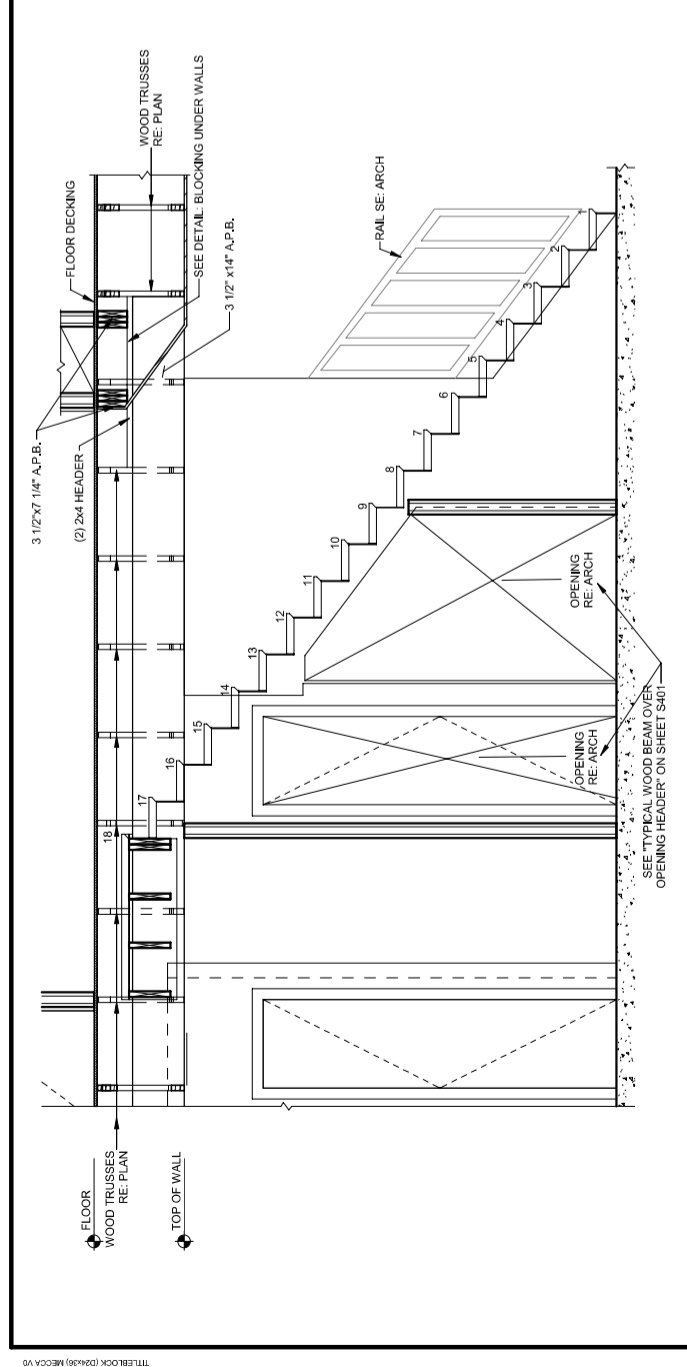 FLOOR DECKING
WOOD TRUSSES
RE: PLAN
SEE DETAIL: BLOCKING UNDER WALLS
3 1/2" x14" A.P.B.
3 1/2"x7 1/4" A.P.B.
(2) 2x4 HEADER
RAIL SE: ARCH
1
2
3
4
5
6
7
8
9
10
11
12
13
14
15
16
17
18
OPENING
RE: ARCH
OPENING
RE: ARCH
SEE "TYPICAL WOOD BEAM OVER
OPENING HEADER" ON SHEET S401
FLOOR
WOOD TRUSSES
RE: PLAN
TOP OF WALL
TITLEBLOCK (D24x36) MECCA V0